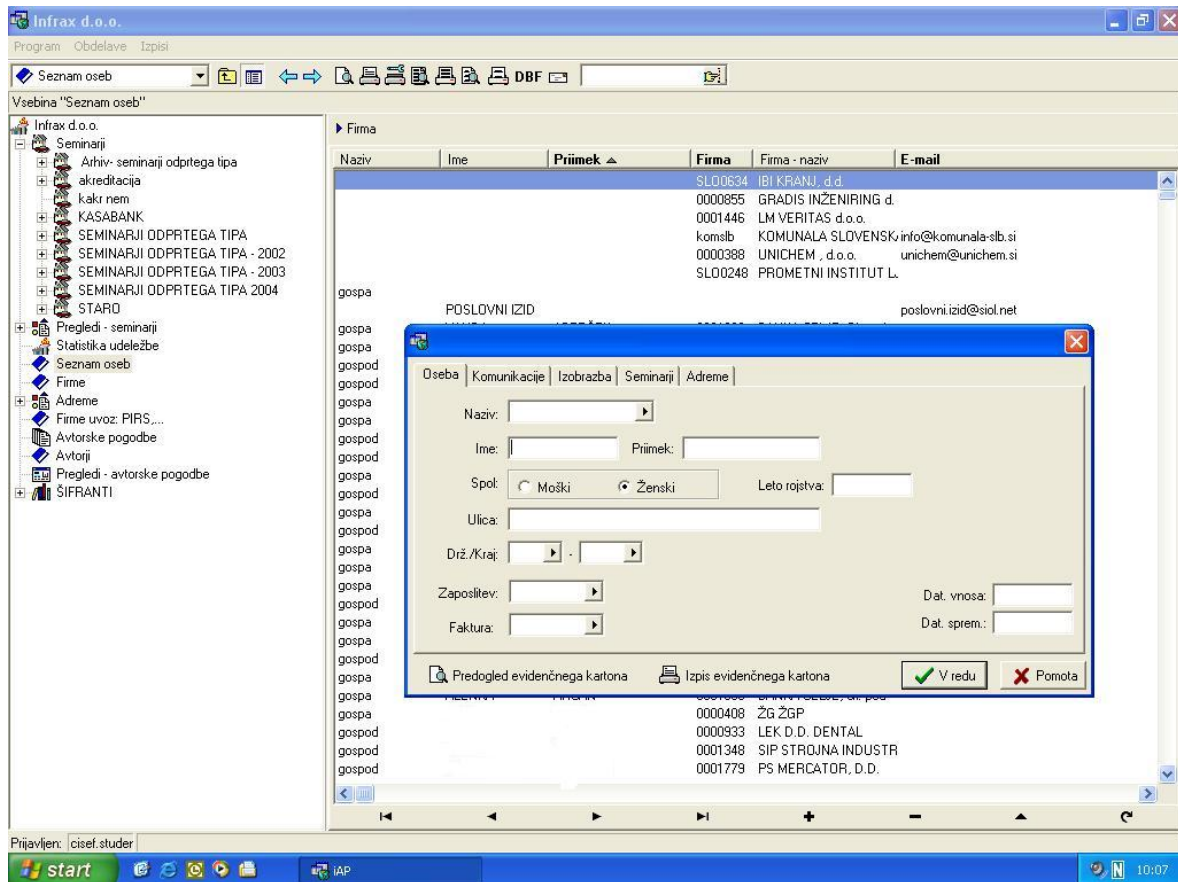 Infrax d.o.o.
Program Obdelave Izpisi
Seznam oseb DBF
Vsebina "Seznam oseb"
Infrax d.o.o.
Seminarji
Arhiv- seminarji odprtega tipa
akreditacija
kakr nem
KASABANK
SEMINARJI ODPRTEGA TIPA
SEMINARJI ODPRTEGA TIPA - 2002
SEMINARJI ODPRTEGA TIPA - 2003
SEMINARJI ODPRTEGA TIPA 2004
STARO
Pregledi - seminarji
Statistika udeležbe
Seznam oseb
Firme
Adreme
Firme uvoz: PIRS,...
Avtorske pogodbe
Avtorji
Pregledi - avtorske pogodbe
ŠIFRANTI
Firma
Naziv Ime Priimek Firma Firma - naziv E-mail
SLO0634 IBI KRANJ, d.d.
0000855 GRADIS INŽENIRING d.
0001446 LM VERITAS d.o.o.
komslb KOMUNALA SLOVENSK info@komunala-slb.si
0000388 UNICHEM , d.o.o. unichem@unichem.si
SLO0248 PROMETNI INSTITUT L
gospa
POSLOVNI IZID poslovni.izid@siol.net
gospa
gospa
gospod
gospod
gospa
gospa
gospod
gospod
gospa
gospod
gospa
gospod
gospa
gospa
gospa
gospod
gospa
gospa
gospod
gospa
gospa 0000408 ŽG ŽGP
gospod 0000933 LEK D.D. DENTAL
gospod 0001348 SIP STROJNA INDUSTR
gospod 0001779 PS MERCATOR, D.D.
Oseba Komunikacije Izobrazba Seminarji Adreme
Naziv:
Ime: Priimek:
Spol: Moški Ženski Leto rojstva:
Ulica:
Drž./Kraj: -
Zaposlitev: Dat. vnosa:
Faktura: Dat. sprem.:
Predogled evidenčnega kartona Izpis evidenčnega kartona V redu Pomota
Prijavljen: cisef.studer
start iAP N 10:07